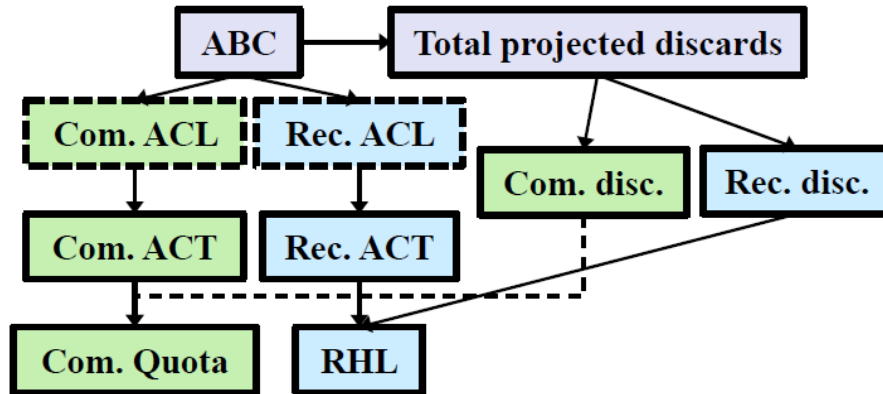 ABC
Total projected discards
Com. ACL
Rec. ACL
Com. disc.
Rec. disc.
Com. ACT
Rec. ACT
Com. Quota
RHL